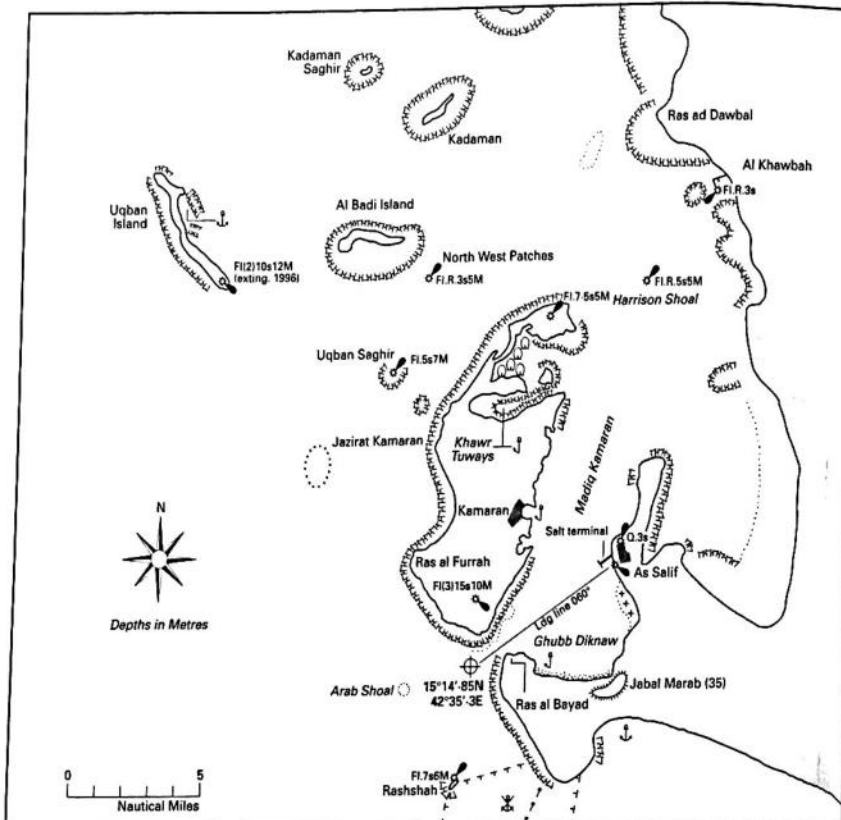 Kadaman
Saghir
Kadaman
Ras ad Dawbal
Al Khawbah
Fl.R.3s
Uqban
Island
Al Badi Island
Fl(2)10s12M
(exting. 1996)
North West Patches
Fl.R.3s5M
Fl.R.5s5M
Harrison Shoal
Fl.7·5s5M
Uqban Saghir
Fl.5s7M
Jazirat Kamaran
Khawr
Tuways
Madiq Kamaran
N
Kamaran
Salt terminal
Q.3s
As Salif
Ras al Furrah
Fl(3)15s10M
Ldg line 060°
Depths in Metres
Ghubb Diknaw
Arab Shoal
15°14'·85N
42°35'·3E
Ras al Bayad
Jabal Marab (35)
Fl.7s6M
Rashshah
0 5
Nautical Miles